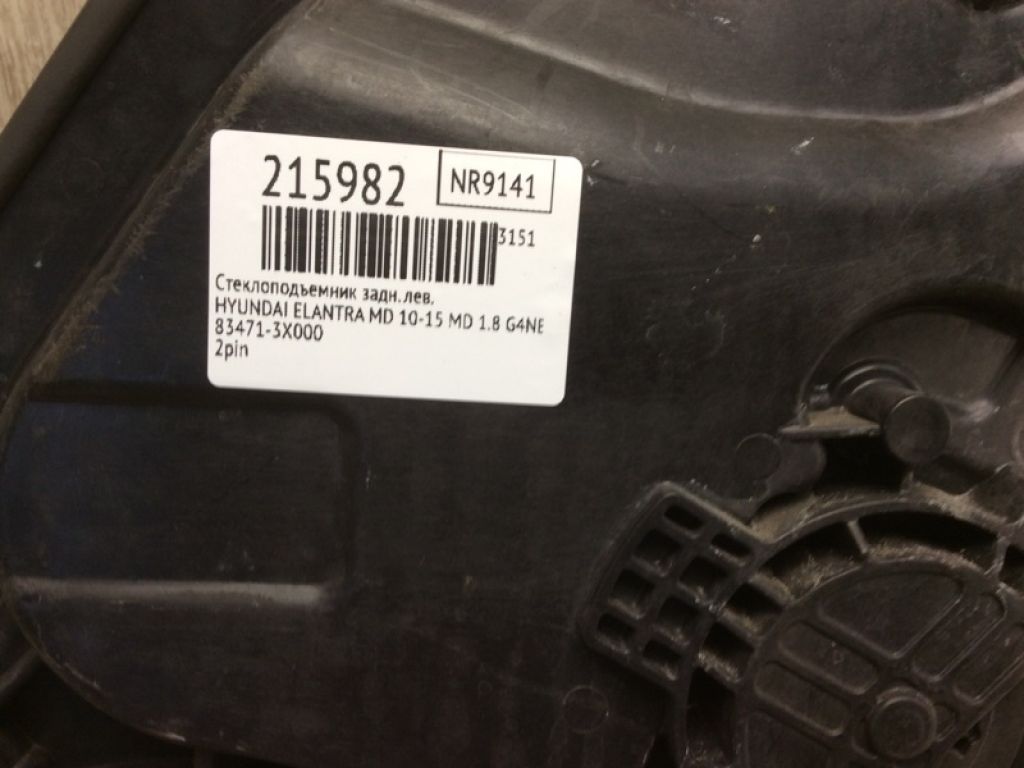 215982
NR9141
3151
Стеклоподъемник задн.лев.
HYUNDAI ELANTRA MD 10-15 MD 1.8 G4NE
83471-3X000
2pin